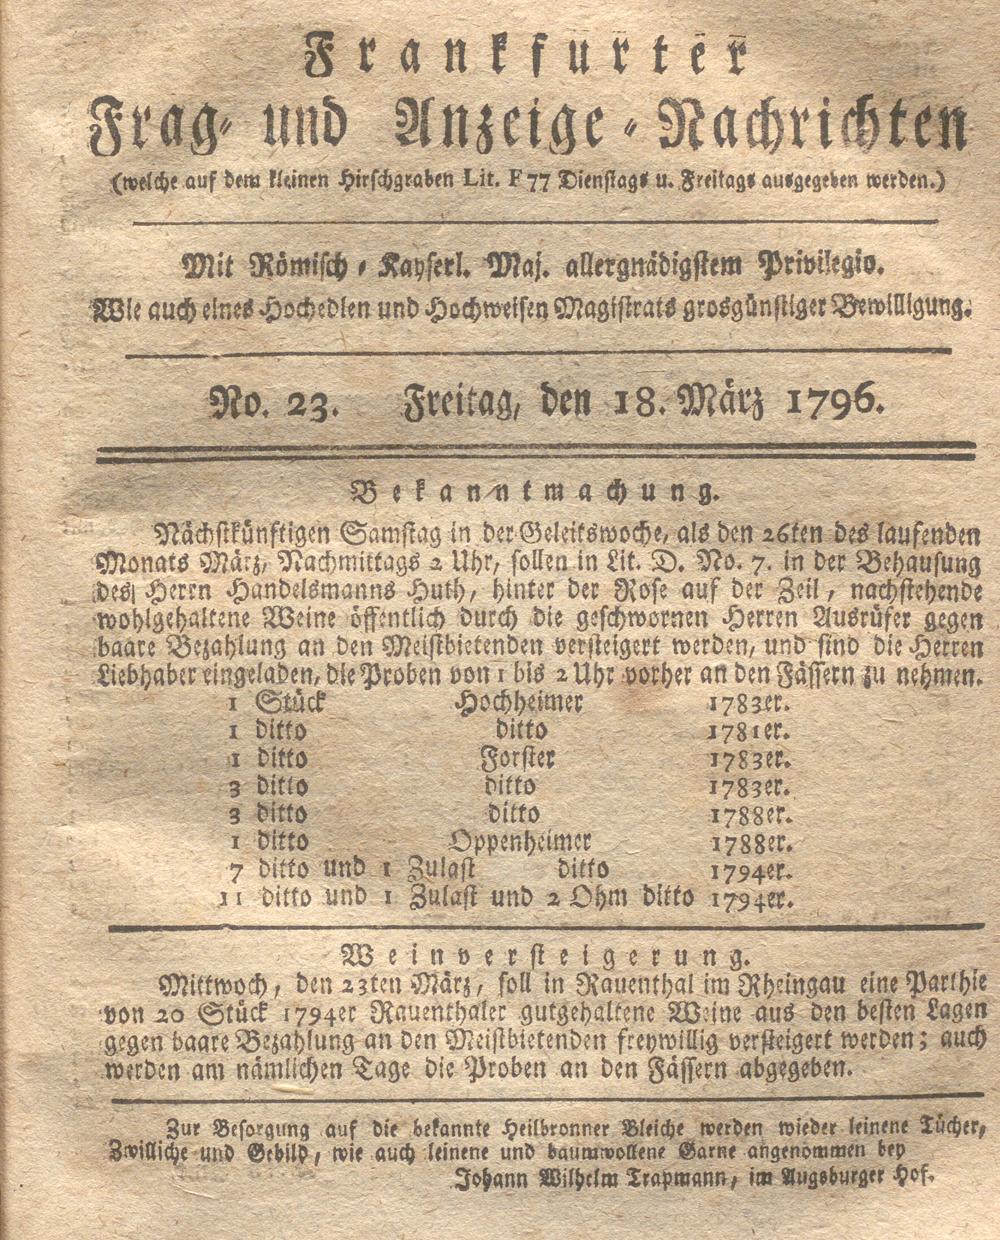 Frankfurter
Frag- und Anzeige-Nachrichten
(welche auf dem kleinen Hirschgraben Lit. F 77 Dienstags u. Freitags ausgegeben werden.)
Mit Römisch-Kayserl. Maj. allergnädigstem Privilegio.
Wie auch eines Hochedlen und Hochweisen Magistrats grosgünstiger Bewilligung.
No. 23. Freitag, den 18. März 1796.
Bekanntmachung.
Nächstkünftigen Samstag in der Geleitswoche, als den 26ten des laufenden
Monats März, Nachmittags 2 Uhr, sollen in Lit. D. No. 7. in der Behausung
des Herrn Handelsmanns Huth, hinter der Rose auf der Zeil, nachstehende
wohlgehaltene Weine öffentlich durch die geschwornen Herren Ausrüfer gegen
baare Bezahlung an den Meistbietenden versteigert werden, und sind die Herren
Liebhaber eingeladen, die Proben von 1 bis 2 Uhr vorher an den Fässern zu nehmen.
1 Stück Hochheimer 1783er.
1 ditto ditto 1781er.
1 ditto Forster 1783er.
3 ditto ditto 1783er.
3 ditto ditto 1788er.
1 ditto Oppenheimer 1788er.
7 ditto und 1 Zulast ditto 1794er.
11 ditto und 1 Zulast und 2 Ohm ditto 1794er.
Weinversteigerung.
Mittwoch, den 23ten März, soll in Rauenthal im Rheingau eine Parthie
von 20 Stück 1794er Rauenthaler gutgehaltene Weine aus den besten Lagen
gegen baare Bezahlung an den Meistbietenden freywillig versteigert werden; auch
werden am nämlichen Tage die Proben an den Fässern abgegeben.
Zur Besorgung auf die bekannte Heilbronner Bleiche werden wieder leinene Tücher,
Zwilliche und Gebild, wie auch leinene und baumwollene Garne angenommen bey
Johann Wilhelm Trapmann, im Augsburger Hof.